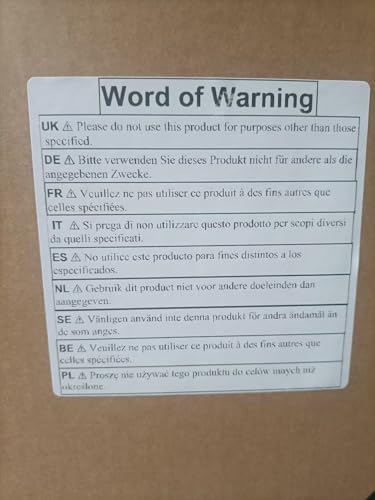 Word of Warning
UK ⚠ Please do not use this product for purposes other than those
specified.
DE ⚠ Bitte verwenden Sie dieses Produkt nicht für andere als die
angegebenen Zwecke.
FR ⚠ Veuillez ne pas utiliser ce produit à des fins autres que
celles spécifiées.
IT ⚠ Si prega di non utilizzare questo prodotto per scopi diversi
da quelli specificati.
ES ⚠ No utilice este producto para fines distintos a los
especificados.
NL ⚠ Gebruik dit product niet voor andere doeleinden dan
aangegeven.
SE ⚠ Vänligen använd inte denna produkt för andra ändamål än
de som anges.
BE ⚠ Veuillez ne pas utiliser ce produit à des fins autres que
celles spécifiées.
PL ⚠ Proszę nie używać tego produktu do celów innych niż
określone.